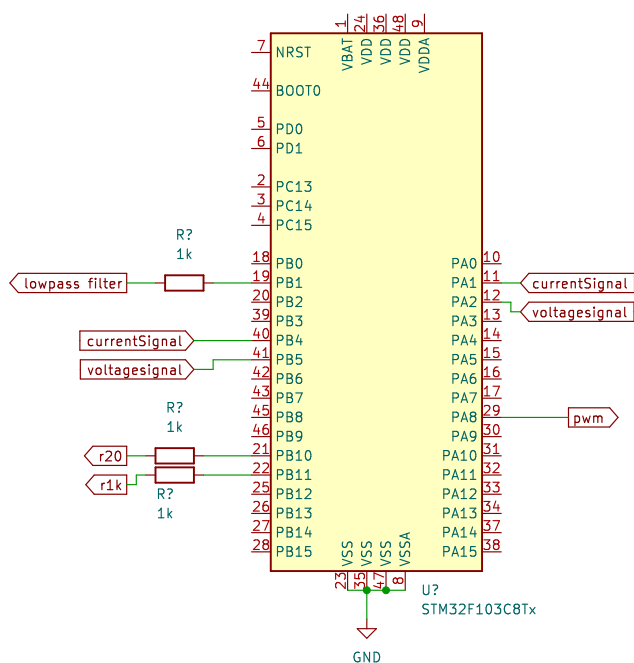 1 24 36 48 9
VBAT VDD VDD VDD VDDA
7 NRST
44 BOOT0
5 PD0
6 PD1
2 PC13
3 PC14
4 PC15
R?
1k
18 PB0 PA0 10
lowpass filter 19 PB1 PA1 11 currentSignal
20 PB2 PA2 12 voltagesignal
39 PB3 PA3 13
currentSignal 40 PB4 PA4 14
voltagesignal 41 PB5 PA5 15
42 PB6 PA6 16
43 PB7 PA7 17
R?
1k
45 PB8 PA8 29 pwm
46 PB9 PA9 30
r20 21 PB10 PA10 31
r1k 22 PB11 PA11 32
R?
1k
25 PB12 PA12 33
26 PB13 PA13 34
27 PB14 PA14 37
28 PB15 PA15 38
VSS VSS VSS VSSA
23 35 47 8
U?
STM32F103C8Tx
GND